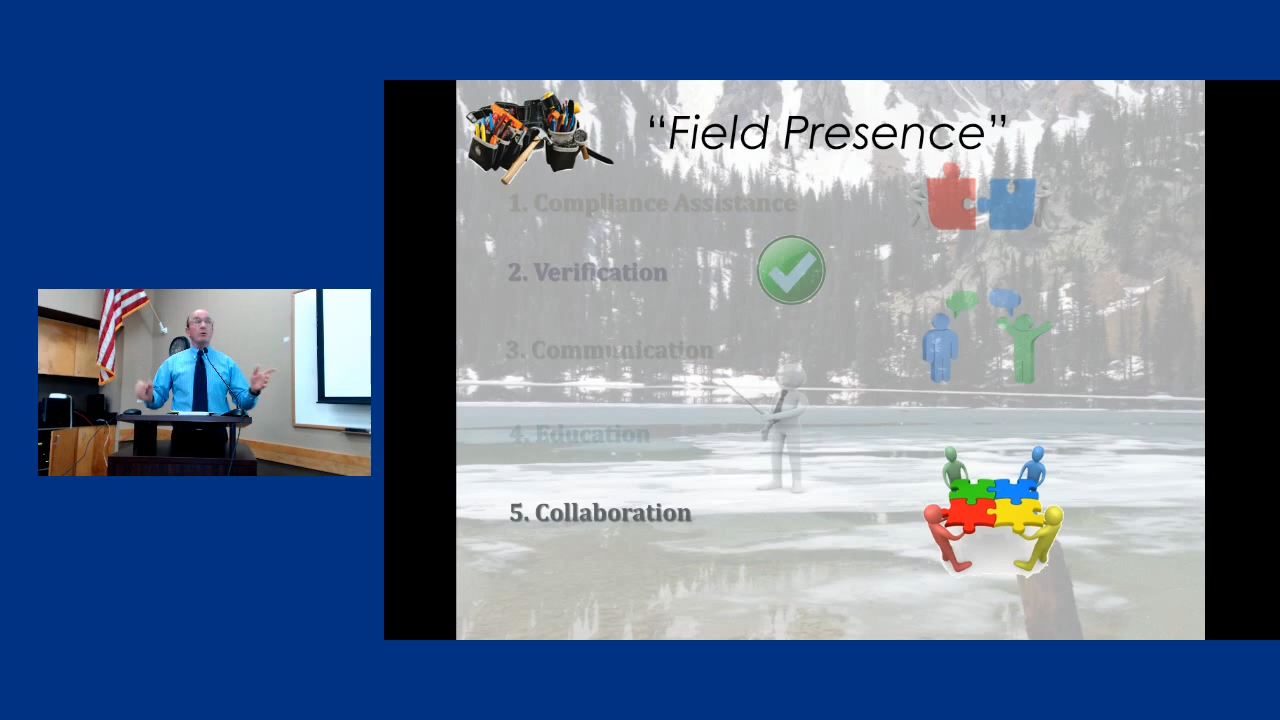 “Field Presence”
1. Compliance Assistance
2. Verification
3. Communication
4. Education
5. Collaboration